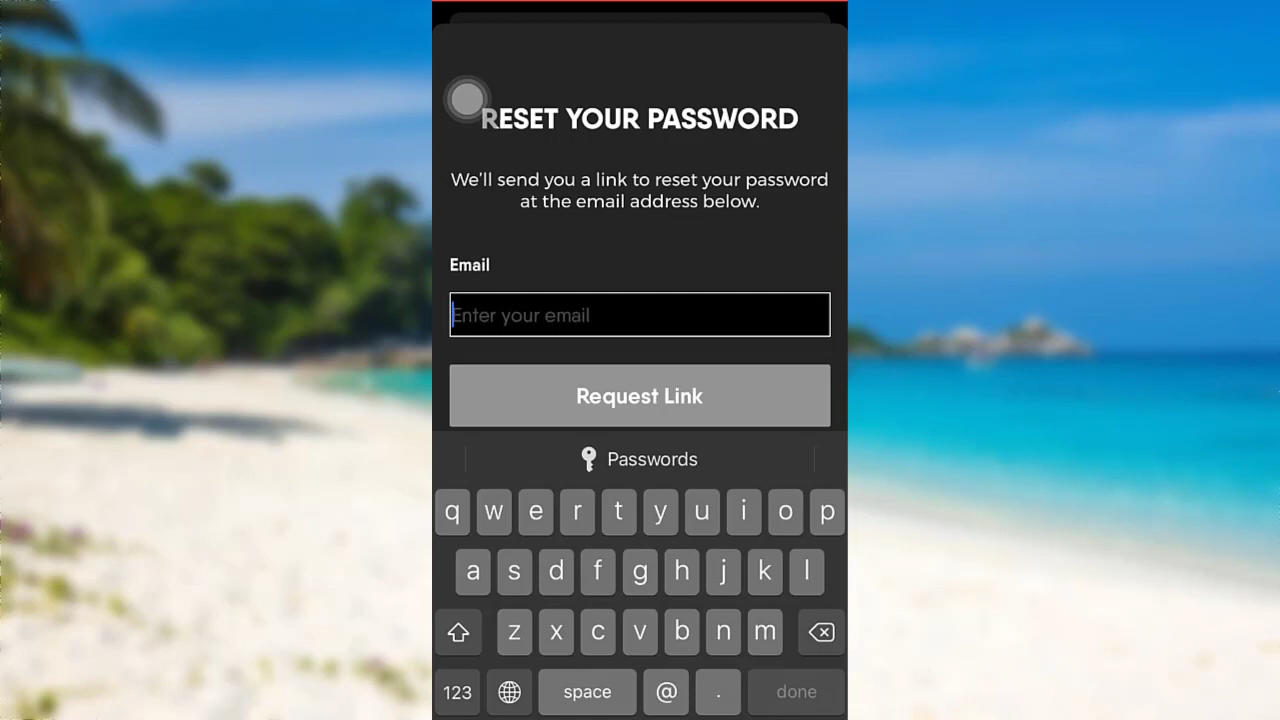 RESET YOUR PASSWORD
We'll send you a link to reset your password
at the email address below.
Email
Enter your email
Request Link
Passwords
q w e r t y u i o p
a s d f g h j k l
z x c v b n m
123 space @ . done